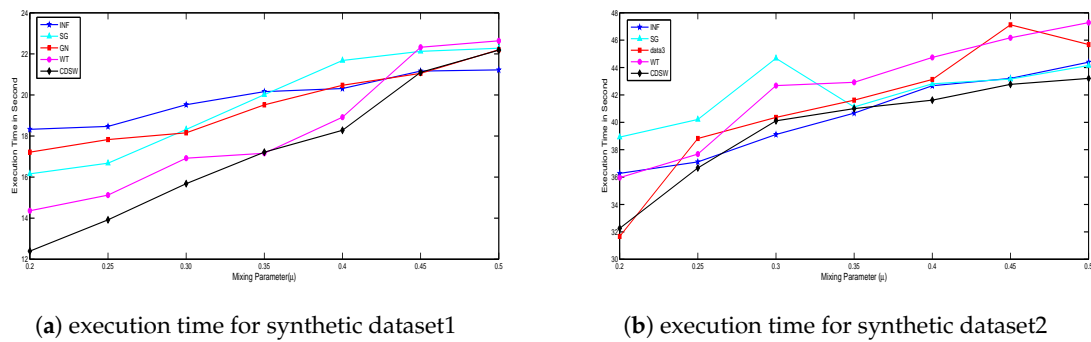 24
22
20
18
16
14
12
0.2
0.25
0.30
0.35
0.4
0.45
0.5
Execution Time in Second
Mixing Parameter(μ)
INF
SG
GN
WT
CDSW
48
46
44
42
40
38
36
34
32
30
0.2
0.25
0.3
0.35
0.4
0.45
0.5
Execution Time in Second
Mixing Parameter (μ)
INF
SG
data3
WT
CDSW
(a) execution time for synthetic dataset1
(b) execution time for synthetic dataset2